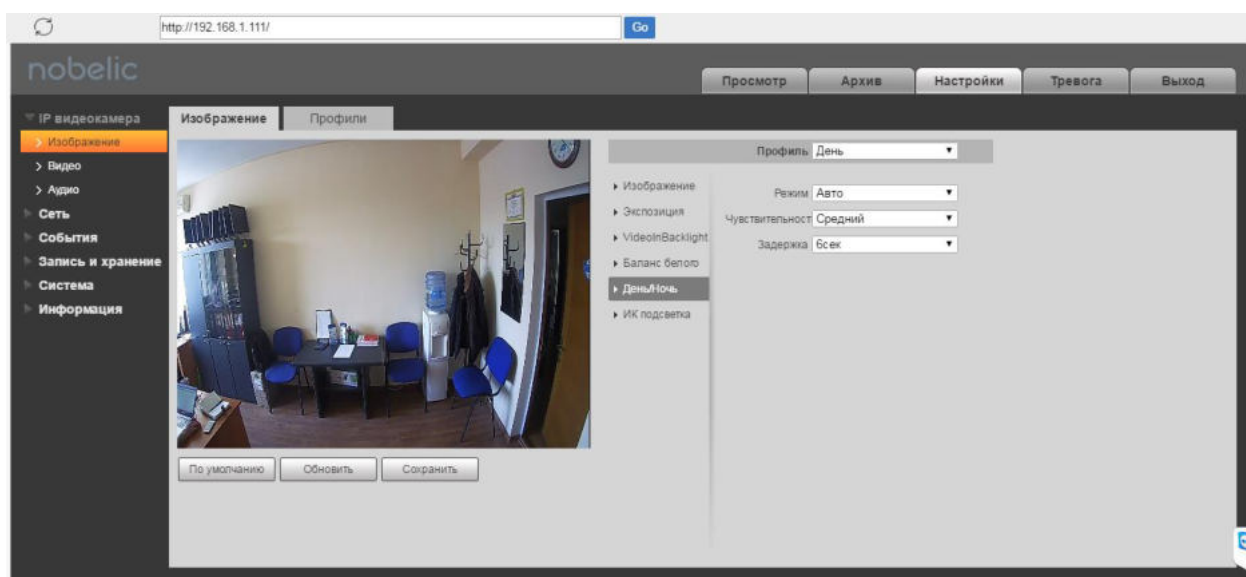 http://192.168.1.111/
Go
nobelic
Просмотр
Архив
Настройки
Тревога
Выход
IP видеокамера
Изображение
Видео
Аудио
Сеть
События
Запись и хранение
Система
Информация
Изображение
Профили
Профиль День
Изображение
Экспозиция
VideoInBacklight
Баланс белого
День/Ночь
ИК подсветка
Режим Авто
Чувствительност Средний
Задержка 6сек
По умолчанию
Обновить
Сохранить